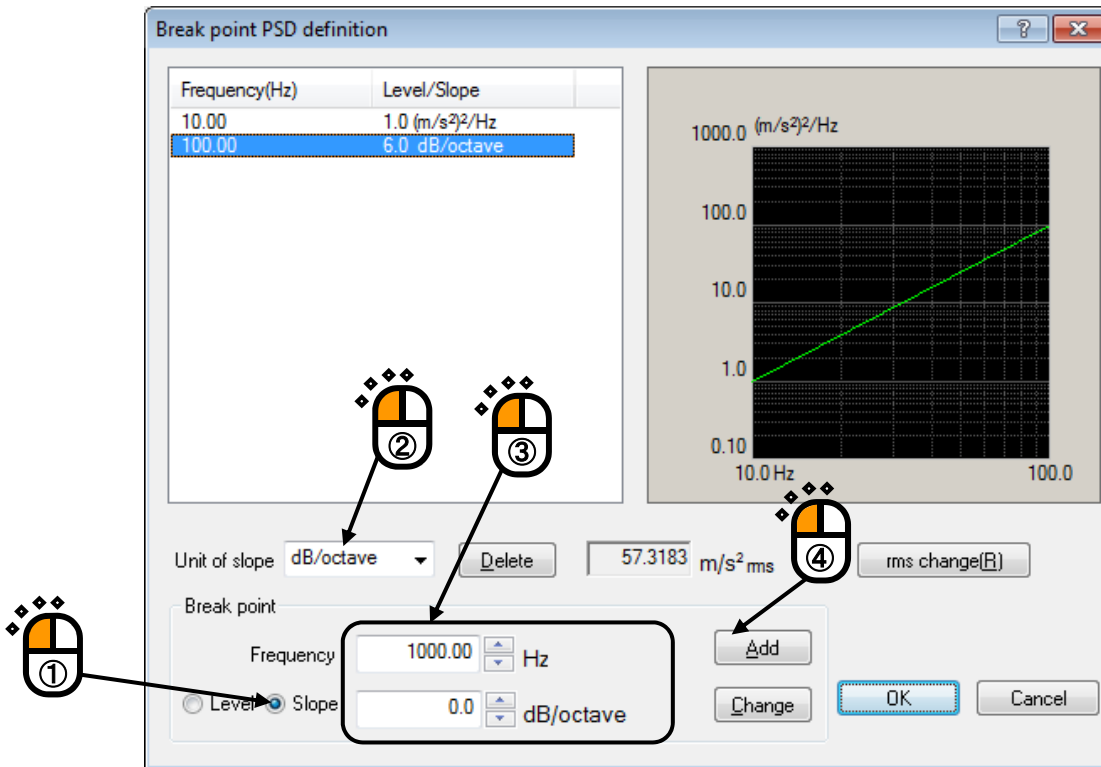 Break point PSD definition
?
Frequency(Hz) Level/Slope
10.00 1.0 (m/s²)²/Hz
100.00 6.0 dB/octave
1000.0 (m/s²)²/Hz
100.0
10.0
1.0
0.10
10.0 Hz 100.0
②
③
④
①
Unit of slope dB/octave Delete 57.3183 m/s² rms rms change(R)
Break point
Frequency 1000.00 Hz Add
Level Slope 0.0 dB/octave Change OK Cancel